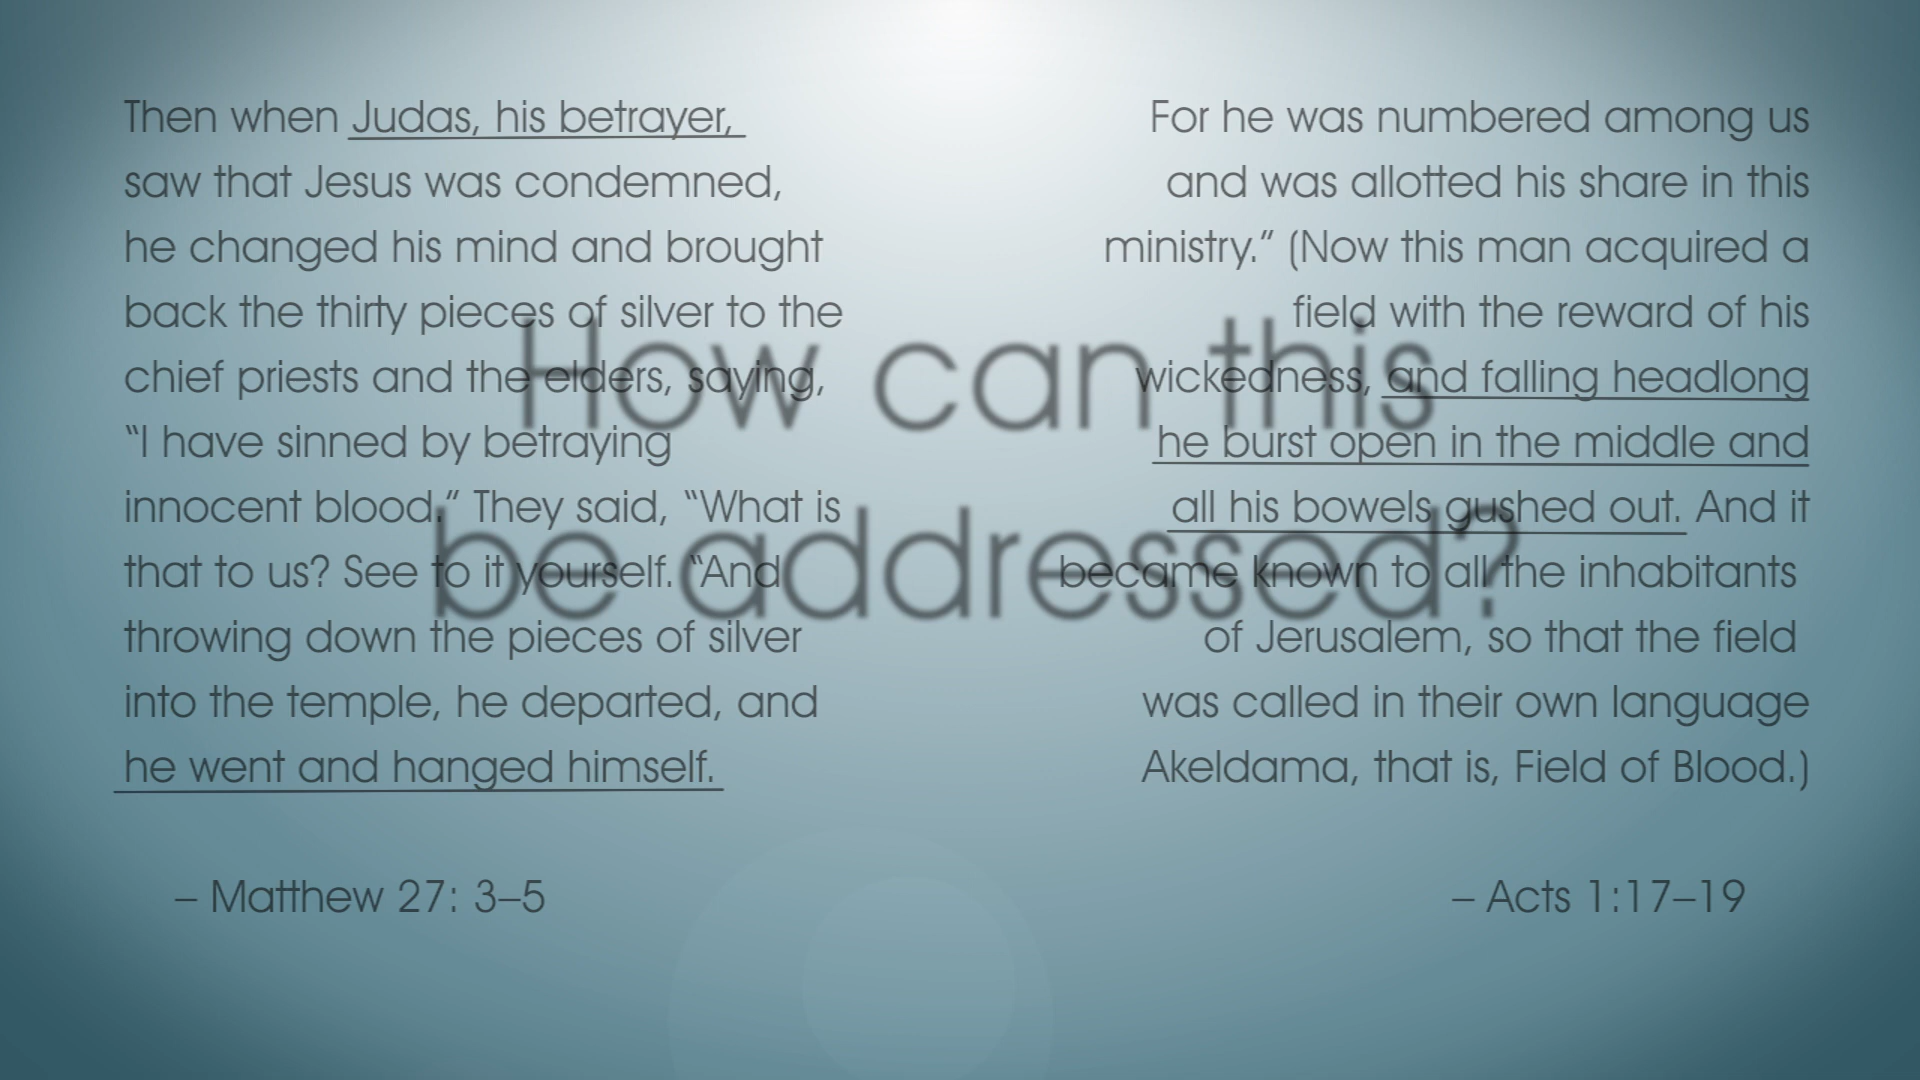 Then when Judas, his betrayer,
saw that Jesus was condemned,
he changed his mind and brought
back the thirty pieces of silver to the
chief priests and the elders, saying,
“I have sinned by betraying
innocent blood.” They said, “What is
that to us? See to it yourself. “And
throwing down the pieces of silver
into the temple, he departed, and
he went and hanged himself.
– Matthew 27: 3–5
For he was numbered among us
and was allotted his share in this
ministry.” (Now this man acquired a
field with the reward of his
wickedness, and falling headlong
he burst open in the middle and
all his bowels gushed out. And it
became known to all the inhabitants
of Jerusalem, so that the field
was called in their own language
Akeldama, that is, Field of Blood.)
– Acts 1:17–19
How can this
be addressed?